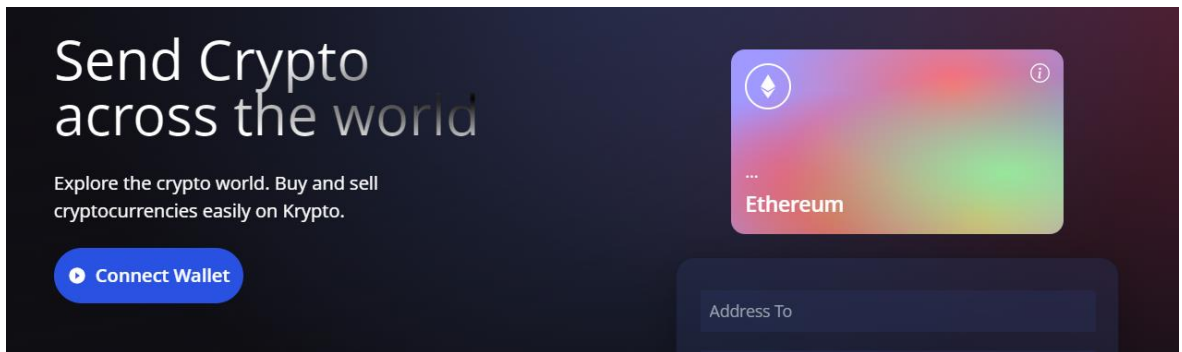 Send Crypto
across the world
Explore the crypto world. Buy and sell
cryptocurrencies easily on Krypto.
Connect Wallet
...
Ethereum
Address To